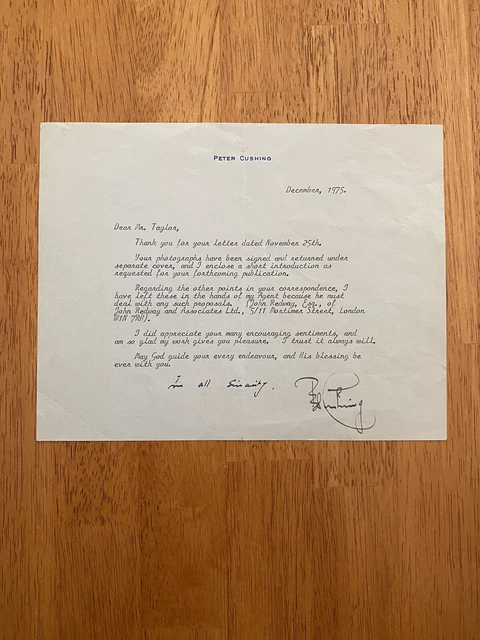 PETER CUSHING
December, 1975.
Dear Mr. Taylor,
Thank you for your letter dated November 25th.
Your photographs have been signed and returned under
separate cover, and I enclose a short introduction as
requested for your forthcoming publication.
Regarding the other points in your correspondence, I
have left these in the hands of my Agent because he must
deal with any such proposals. (John Redway, Esq., of
John Redway and Associates Ltd., 5/11 Mortimer Street, London
W1N 7RH).
I did appreciate your many encouraging sentiments, and
am so glad my work gives you pleasure. I trust it always will.
May God guide your every endeavour, and His blessing be
ever with you.
In all sincerity,
Peter Cushing